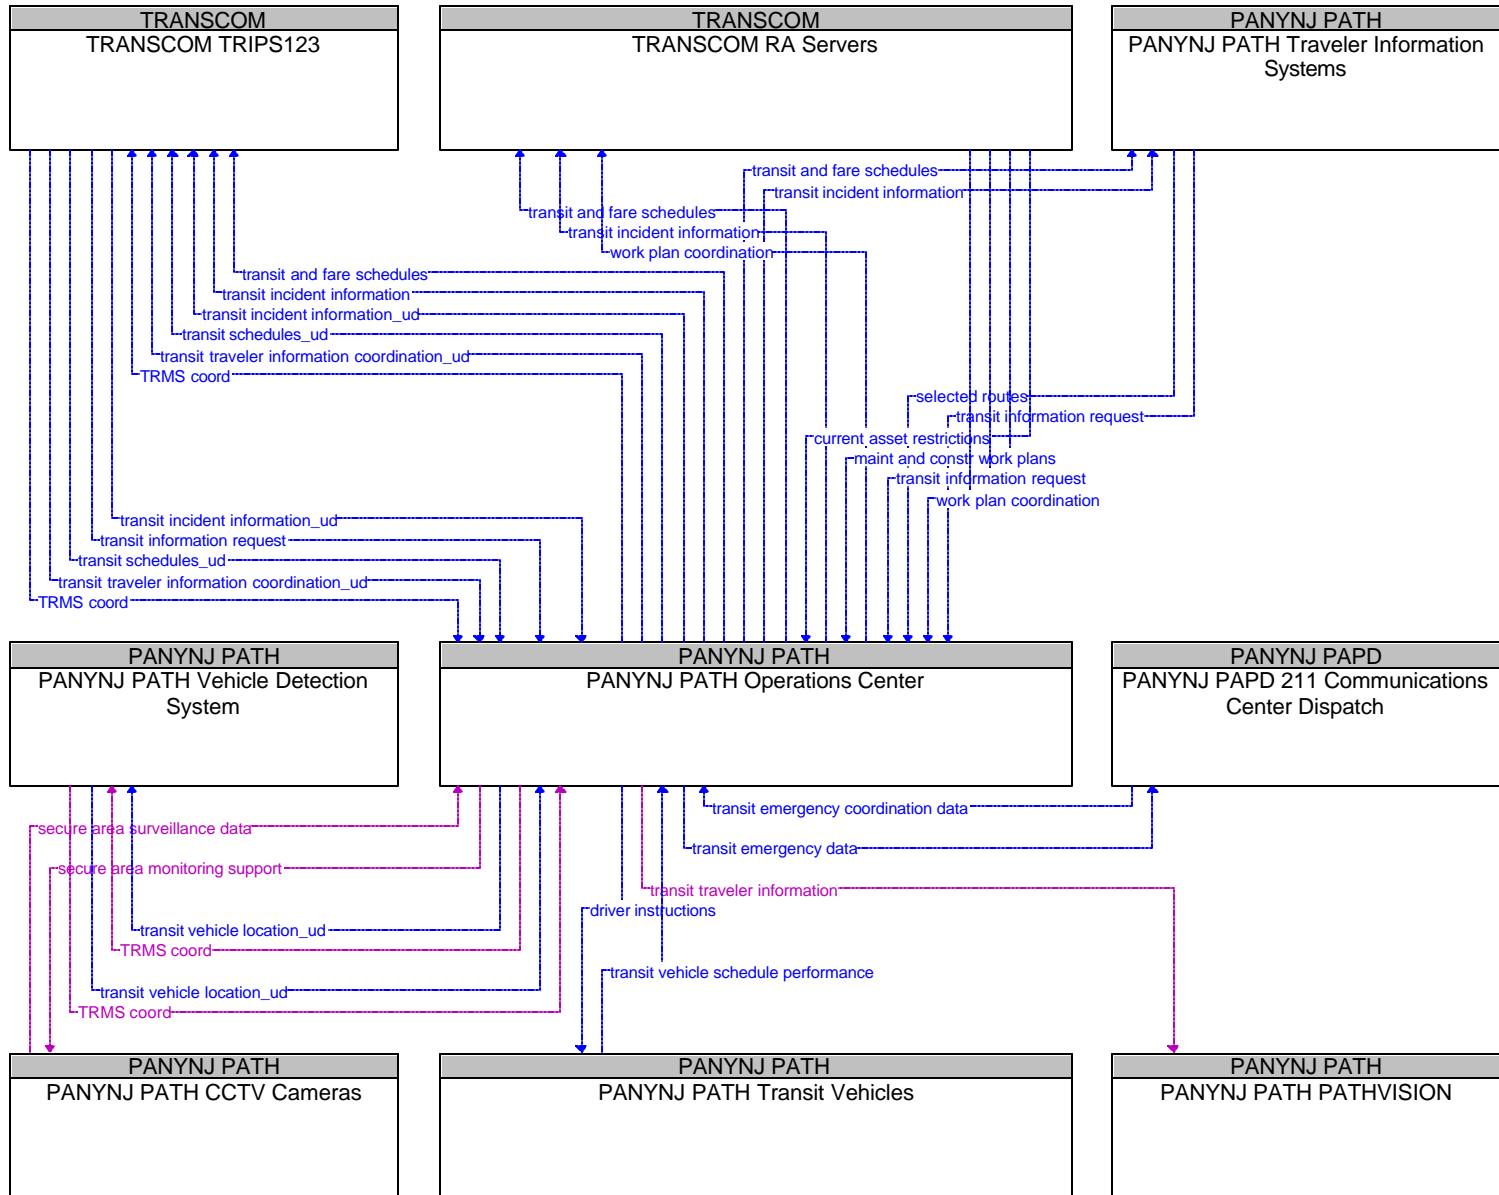 TRANSCOM
TRANSCOM TRIPS123
TRANSCOM
TRANSCOM RA Servers
PANYNJ PATH
PANYNJ PATH Traveler Information
Systems
transit and fare schedules
transit incident information
transit and fare schedules
transit incident information
work plan coordination
transit and fare schedules
transit incident information
transit incident information_ud
transit schedules_ud
transit traveler information coordination_ud
TRMS coord
selected routes
transit information request
current asset restrictions
maint and constr work plans
transit information request
work plan coordination
transit incident information_ud
transit information request
transit schedules_ud
transit traveler information coordination_ud
TRMS coord
PANYNJ PATH
PANYNJ PATH Vehicle Detection
System
PANYNJ PATH
PANYNJ PATH Operations Center
PANYNJ PAPD
PANYNJ PAPD 211 Communications
Center Dispatch
transit emergency coordination data
secure area surveillance data
transit emergency data
secure area monitoring support
transit traveler information
driver instructions
transit vehicle location_ud
TRMS coord
transit vehicle schedule performance
transit vehicle location_ud
TRMS coord
PANYNJ PATH
PANYNJ PATH CCTV Cameras
PANYNJ PATH
PANYNJ PATH Transit Vehicles
PANYNJ PATH
PANYNJ PATH PATHVISION